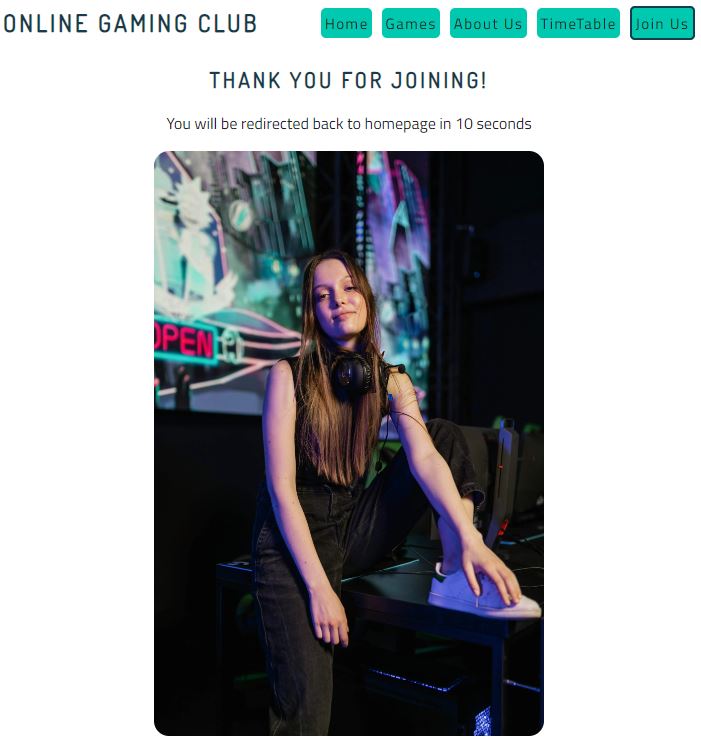 ONLINE GAMING CLUB
Home Games About Us TimeTable Join Us
THANK YOU FOR JOINING!
You will be redirected back to homepage in 10 seconds
OPEN